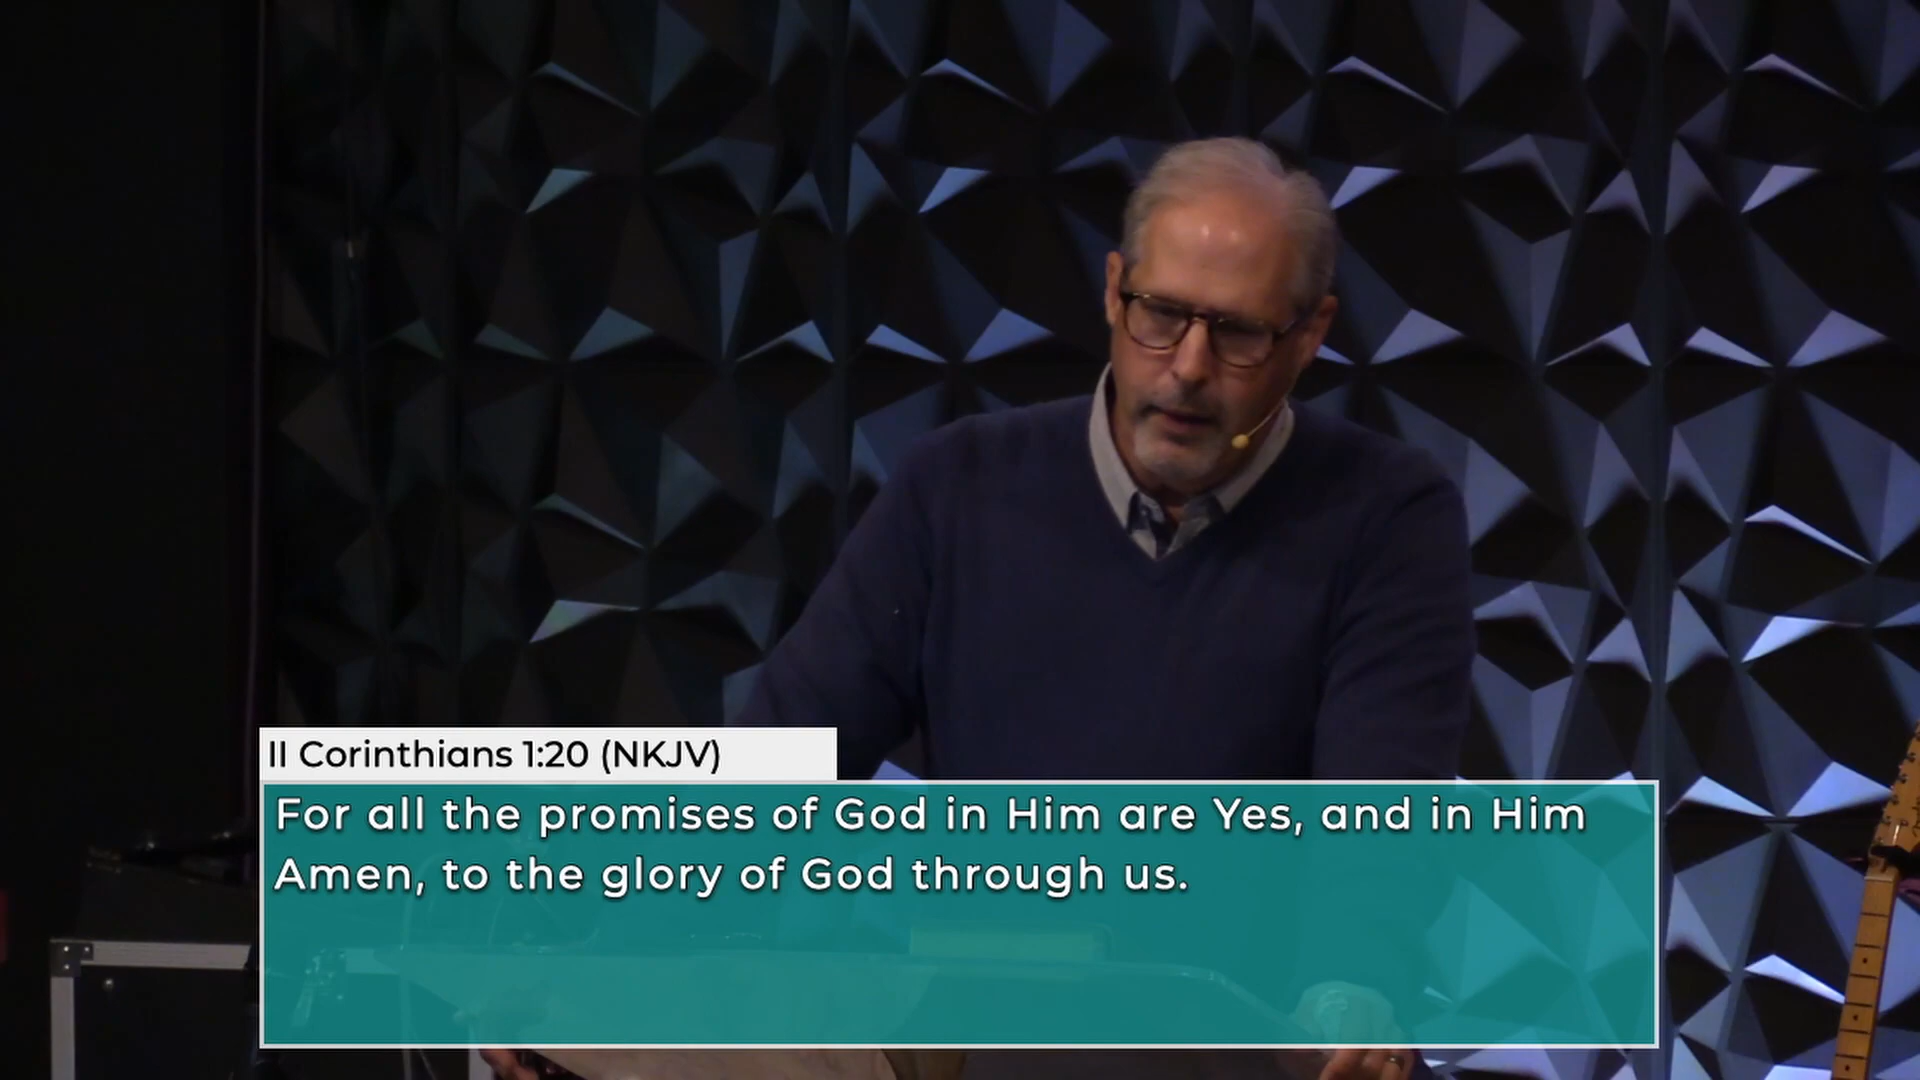 II Corinthians 1:20 (NKJV)
For all the promises of God in Him are Yes, and in Him
Amen, to the glory of God through us.